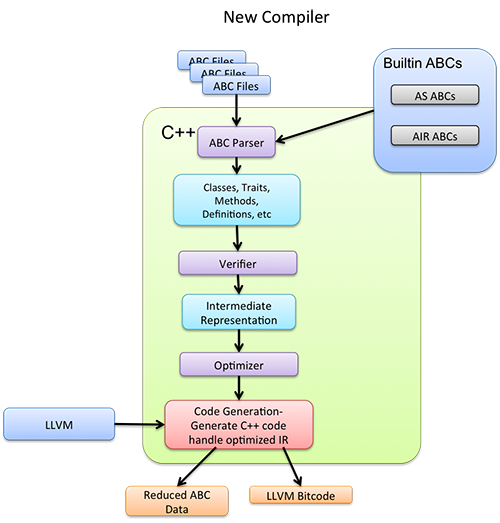 New Compiler
ABC Files
ABC Files
ABC Files
Builtin ABCs
AS ABCs
AIR ABCs
C++
ABC Parser
Classes, Traits,
Methods,
Definitions, etc
Verifier
Intermediate
Representation
Optimizer
LLVM
Code Generation-
Generate C++ code
handle optimized IR
Reduced ABC
Data
LLVM Bitcode